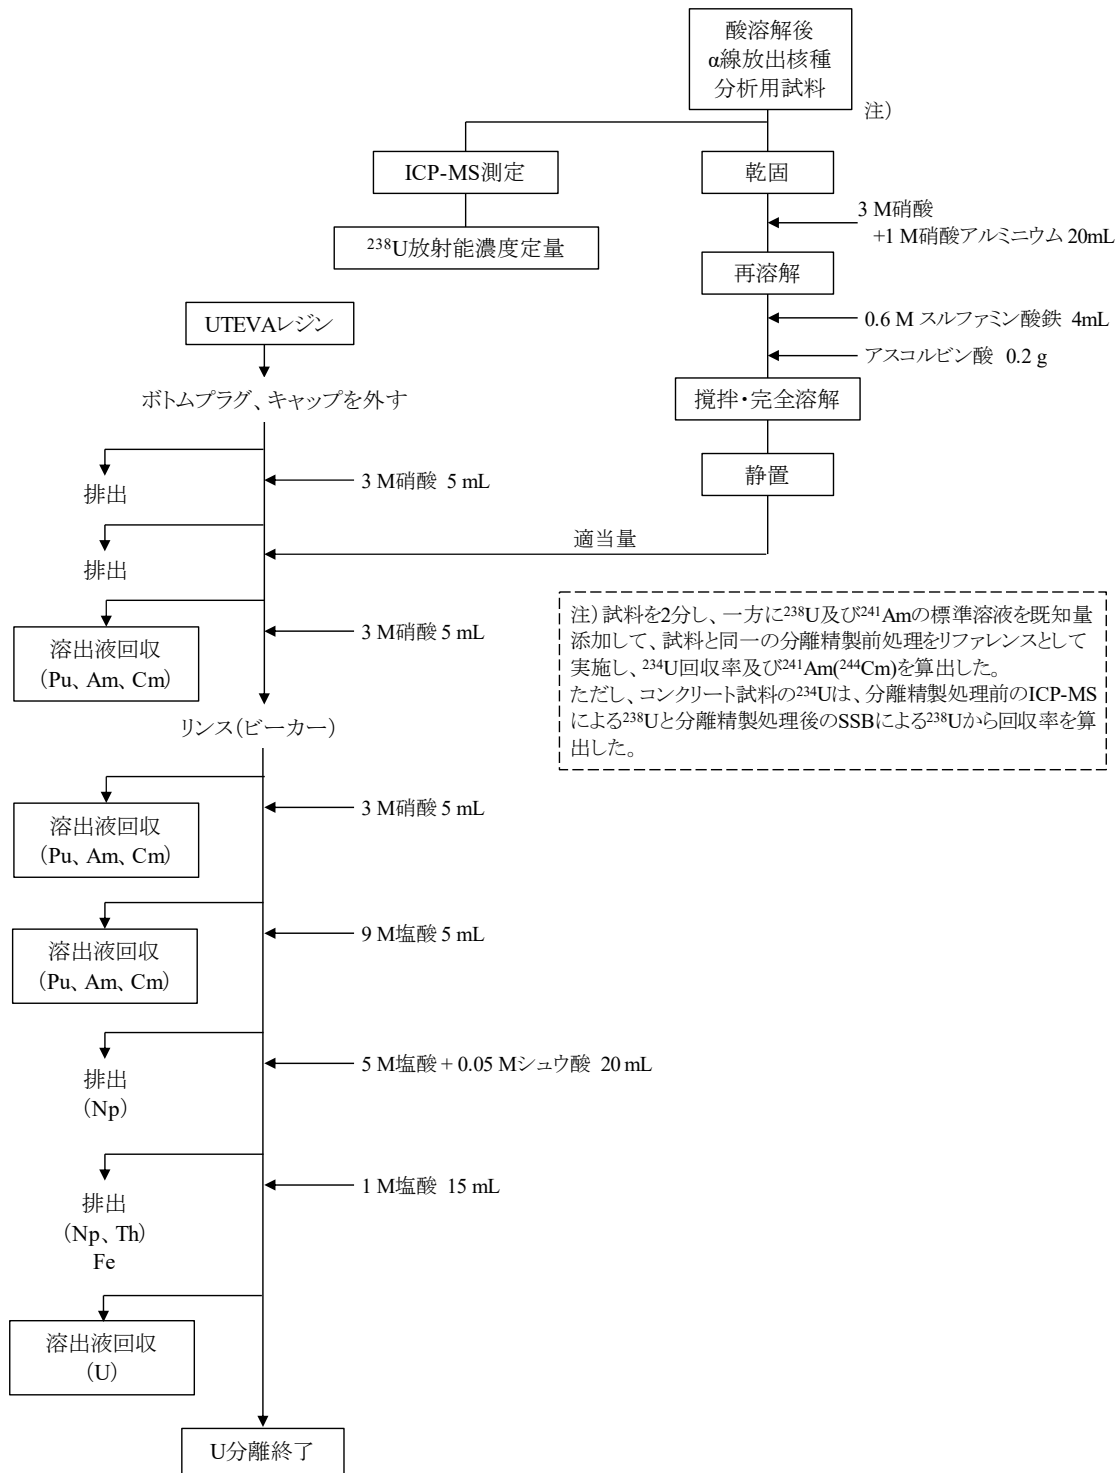 酸溶解後
α線放出核種
分析用試料
注）
ICP-MS測定
乾固
3 M硝酸
+1 M硝酸アルミニウム 20mL
²³⁸U放射能濃度定量
再溶解
UTEVAレジン
0.6 M スルファミン酸鉄 4mL
アスコルビン酸 0.2 g
ボトムプラグ、キャップを外す
撹拌・完全溶解
静置
3 M硝酸 5 mL
排出
適当量
排出
3 M硝酸 5 mL
溶出液回収
（Pu、Am、Cm）
注）試料を2分し、一方に²³⁸U及び²⁴¹Amの標準溶液を既知量
添加して、試料と同一の分離精製前処理をリファレンスとして
実施し、²³⁴U回収率及び²⁴¹Am(²⁴⁴Cm)を算出した。
ただし、コンクリート試料の²³⁴Uは、分離精製処理前のICP-MS
による²³⁸Uと分離精製処理後のSSBによる²³⁸Uから回収率を算
出した。
リンス（ビーカー）
3 M硝酸 5 mL
溶出液回収
（Pu、Am、Cm）
9 M塩酸 5 mL
溶出液回収
（Pu、Am、Cm）
5 M塩酸 + 0.05 Mシュウ酸 20 mL
排出
（Np）
1 M塩酸 15 mL
排出
（Np、Th）
Fe
溶出液回収
（U）
U分離終了